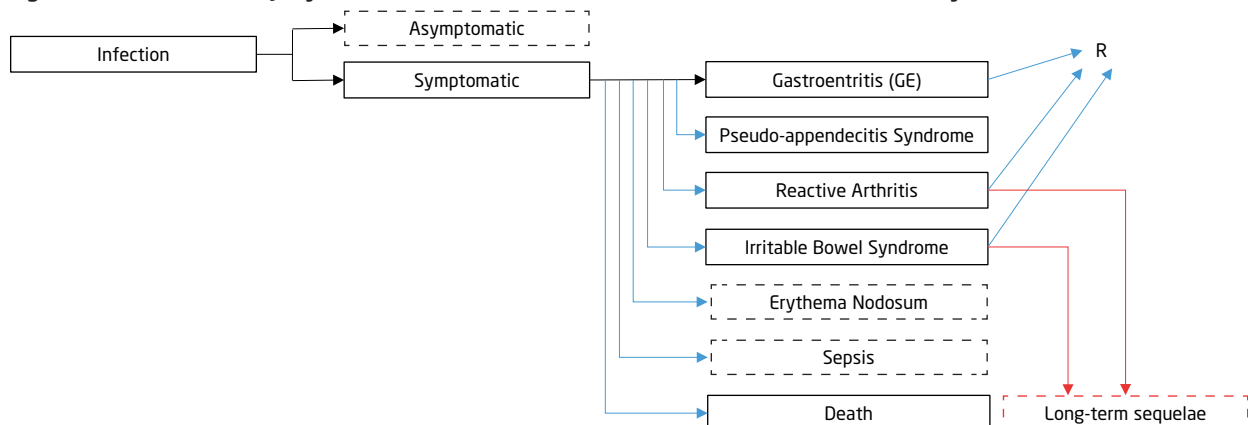 Asymptomatic
Infection
Symptomatic
Gastroentritis (GE)
R
Pseudo-appendecitis Syndrome
Reactive Arthritis
Irritable Bowel Syndrome
Erythema Nodosum
Sepsis
Death
Long-term sequelae